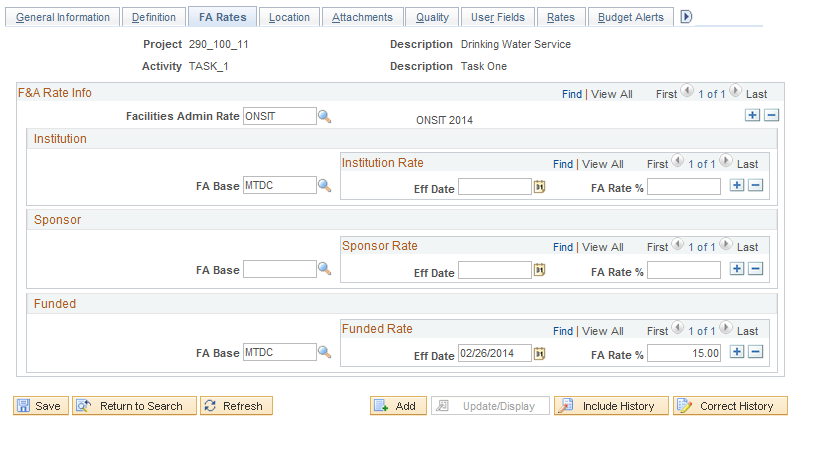 General Information Definition FA Rates Location Attachments Quality User Fields Rates Budget Alerts
Project 290_100_11 Description Drinking Water Service
Activity TASK_1 Description Task One
F&A Rate Info Find | View All First 1 of 1 Last
Facilities Admin Rate ONSIT ONSIT 2014
Institution
Institution Rate Find | View All First 1 of 1 Last
FA Base MTDC Eff Date FA Rate %
Sponsor
Sponsor Rate Find | View All First 1 of 1 Last
FA Base Eff Date FA Rate %
Funded
Funded Rate Find | View All First 1 of 1 Last
FA Base MTDC Eff Date 02/26/2014 FA Rate % 15.00
Save Return to Search Refresh Add Update/Display Include History Correct History